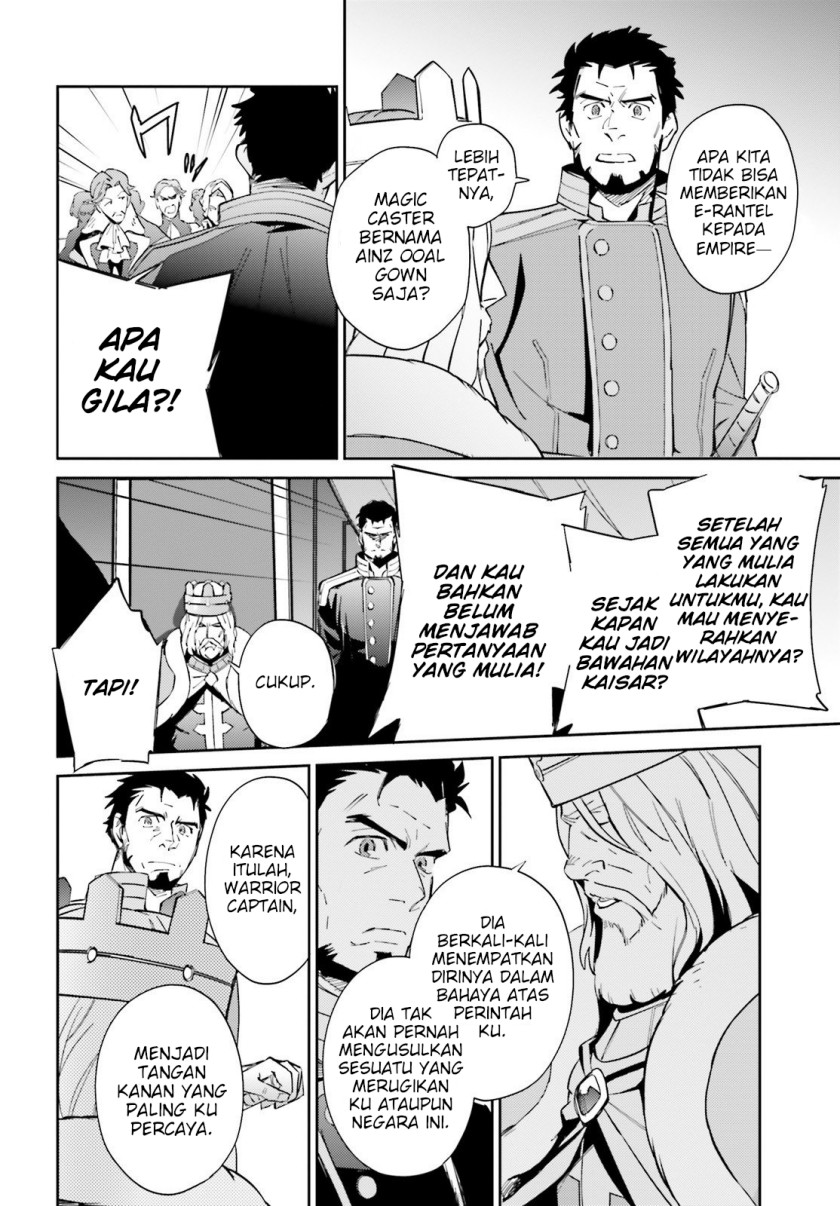 APA KITA
TIDAK BISA
MEMBERIKAN
E-RANTEL
KEPADA
EMPIRE—
LEBIH
TEPAT-
NYA,
MAGIC
CASTER
BERNAMA
AINZ OOAL
GOWN
SAJA?
APA
KAU
GILA?!
SETELAH
SEMUA YANG
YANG MULIA
LAKUKAN
UNTUKMU, KAU
MAU MENYE-
RAHKAN
WILAYAHNYA?
SEJAK
KAPAN
KAU JADI
BAWAHAN
KAISAR?
DAN KAU
BAHKAN
BELUM
MENJAWAB
PERTANYAAN
YANG MULIA!
CUKUP.
TAPI!
DIA
BERKALI-KALI
MENEMPATKAN
DIRINYA DALAM
BAHAYA ATAS
PERINTAH
KU.
DIA TAK
AKAN PERNAH
MENGUSULKAN
SESUATU YANG
MERUGIKAN
KU ATAUPUN
NEGARA INI.
KARENA
ITULAH,
WARRIOR
CAPTAIN,
MENJADI
TANGAN
KANAN YANG
PALING KU
PERCAYA.